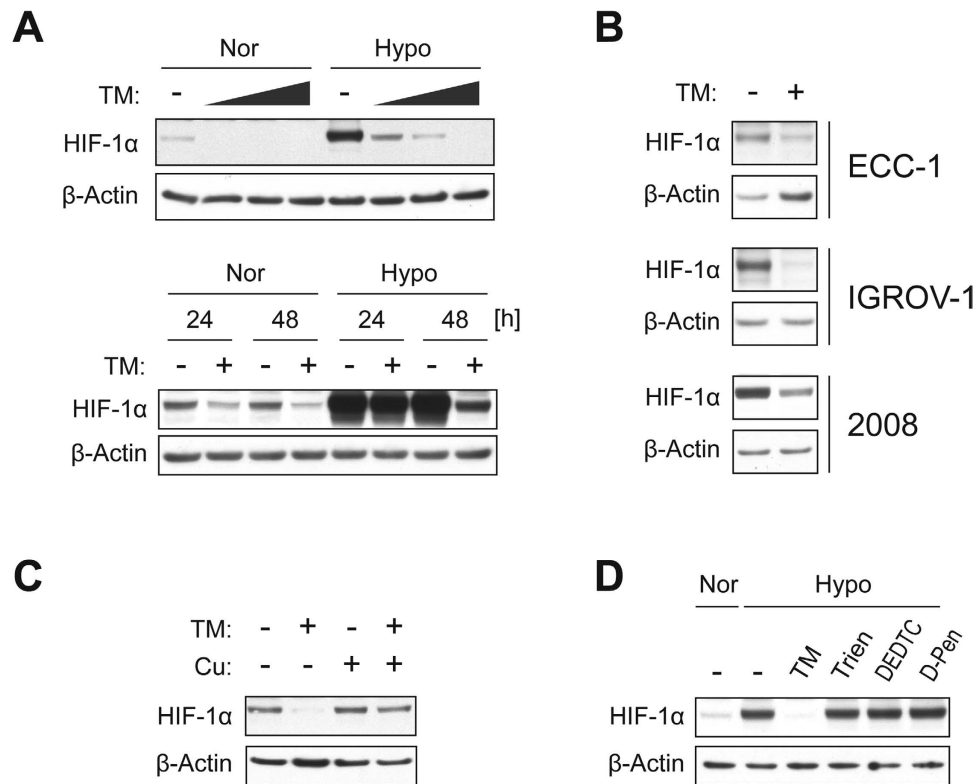 A
Nor Hypo
TM: - -
HIF-1α
β-Actin
Nor Hypo
24 48 24 48 [h]
TM: - + - + - + - +
HIF-1α
β-Actin
B
TM: - +
HIF-1α
β-Actin
ECC-1
HIF-1α
β-Actin
IGROV-1
HIF-1α
β-Actin
2008
C
TM: - + - +
Cu: - - + +
HIF-1α
β-Actin
D
Nor Hypo
- - TM Trien DEDTC D-Pen
HIF-1α
β-Actin